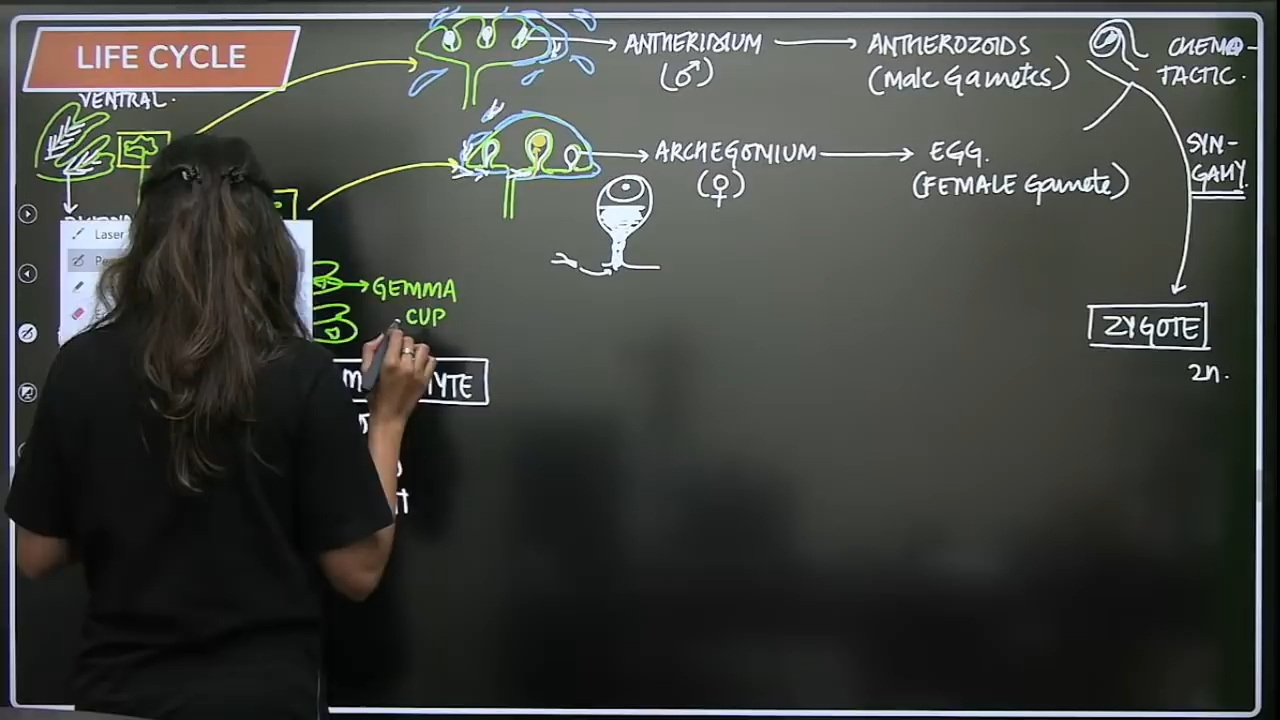 LIFE CYCLE
VENTRAL.
ANTHERIDIUM
(♂)
ANTHEROZOIDS
(Male Gametes)
CHEMO-
TACTIC.
ARCHEGONIUM
(♀)
EGG.
(FEMALE Gamete)
SYN-
GAMY.
Laser
GEMMA
CUP
ZYGOTE
2n.